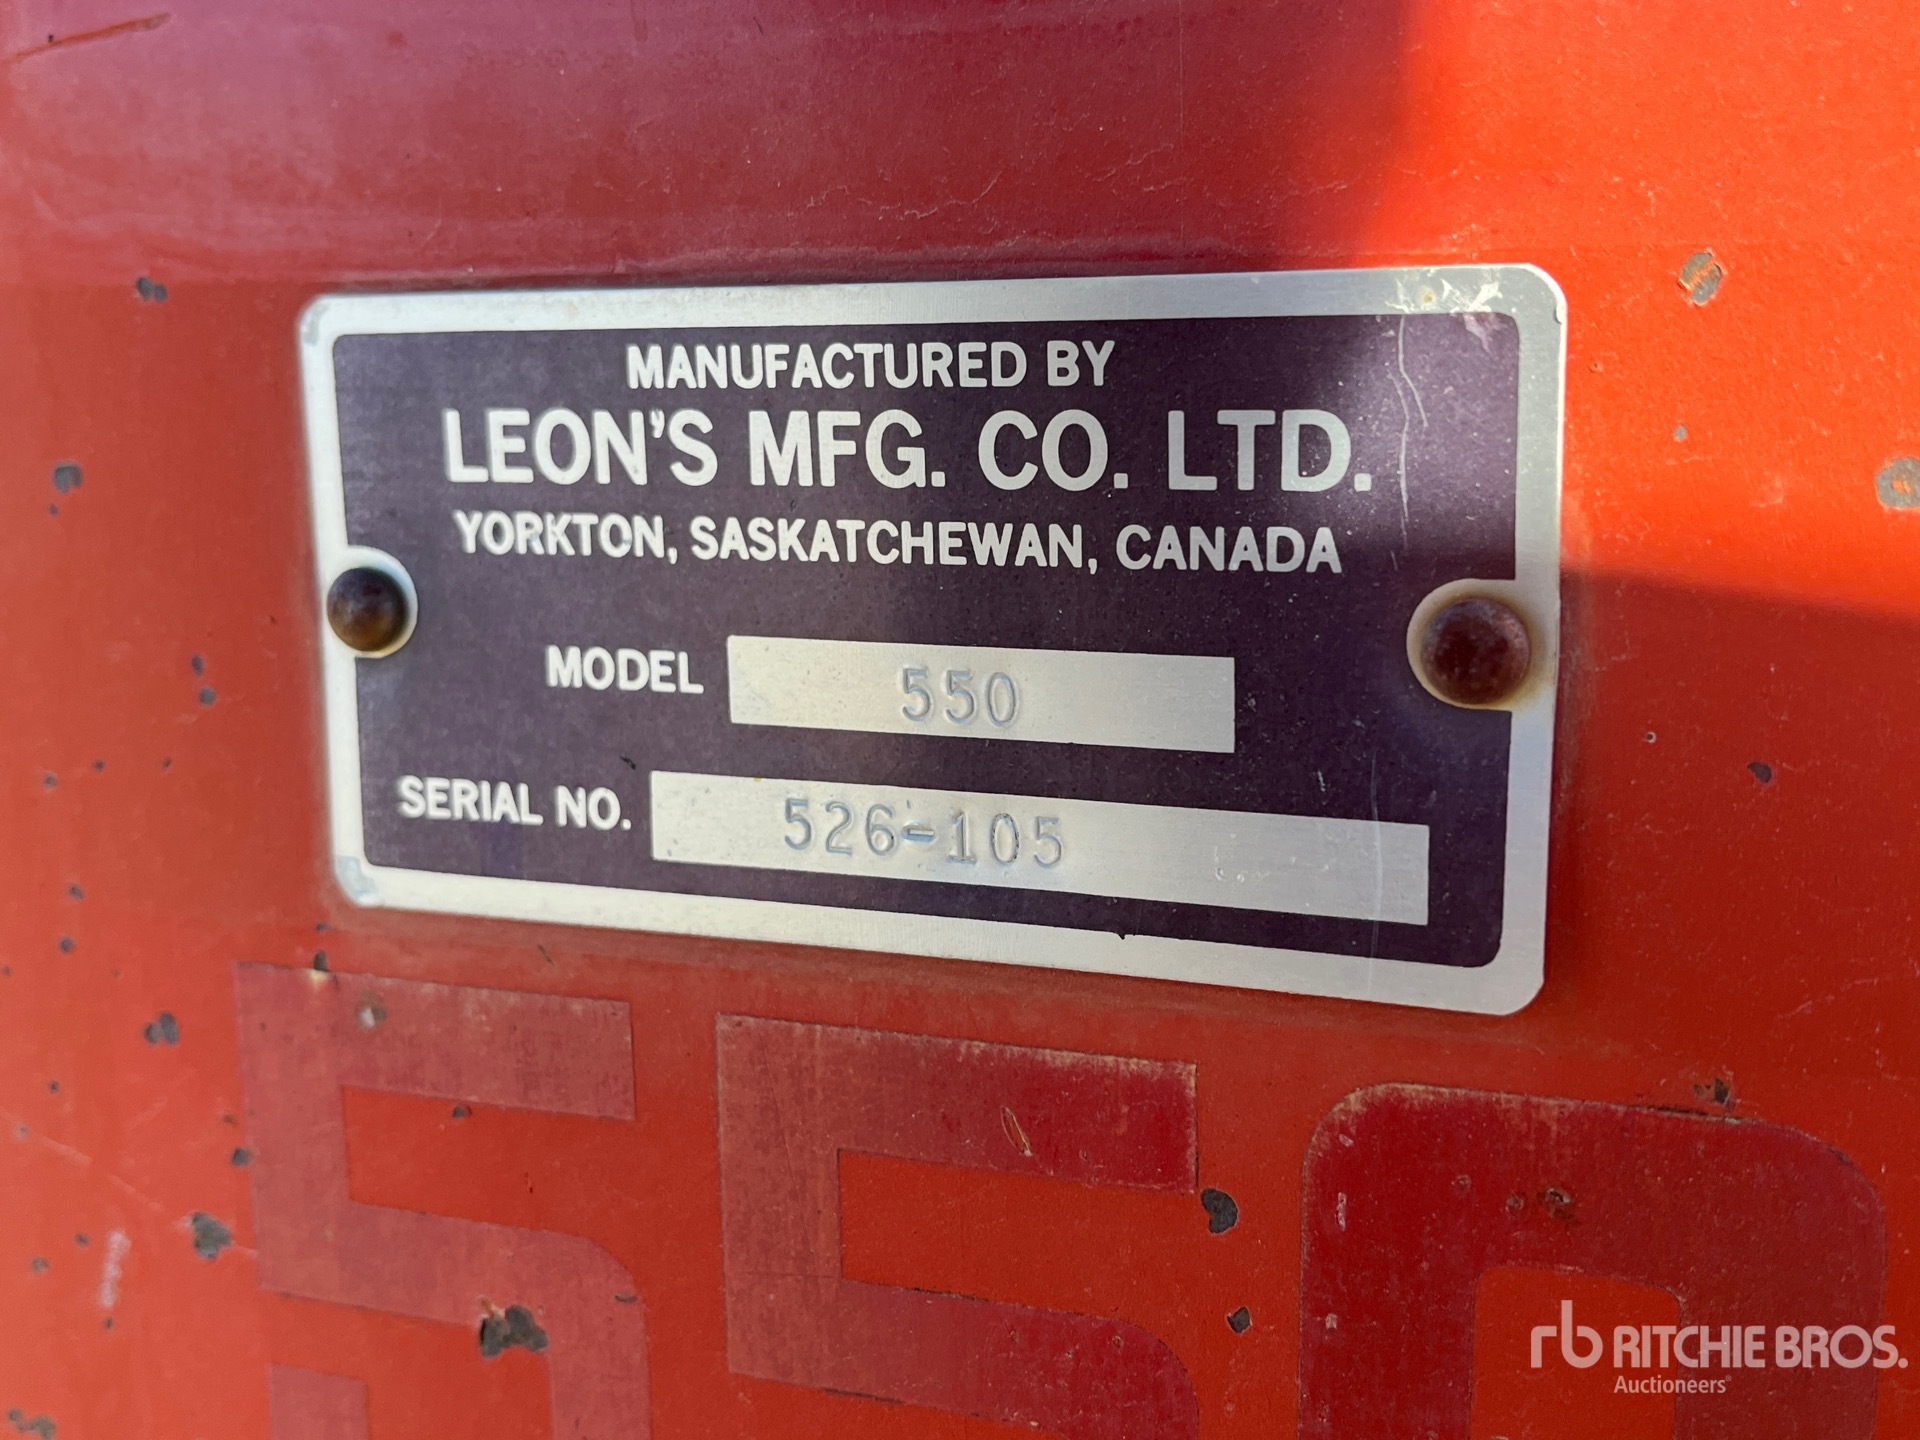 MANUFACTURED BY
LEON'S MFG. CO. LTD.
YORKTON, SASKATCHEWAN, CANADA
MODEL 550
SERIAL NO. 526-105
550
rb RITCHIE BROS.
Auctioneers